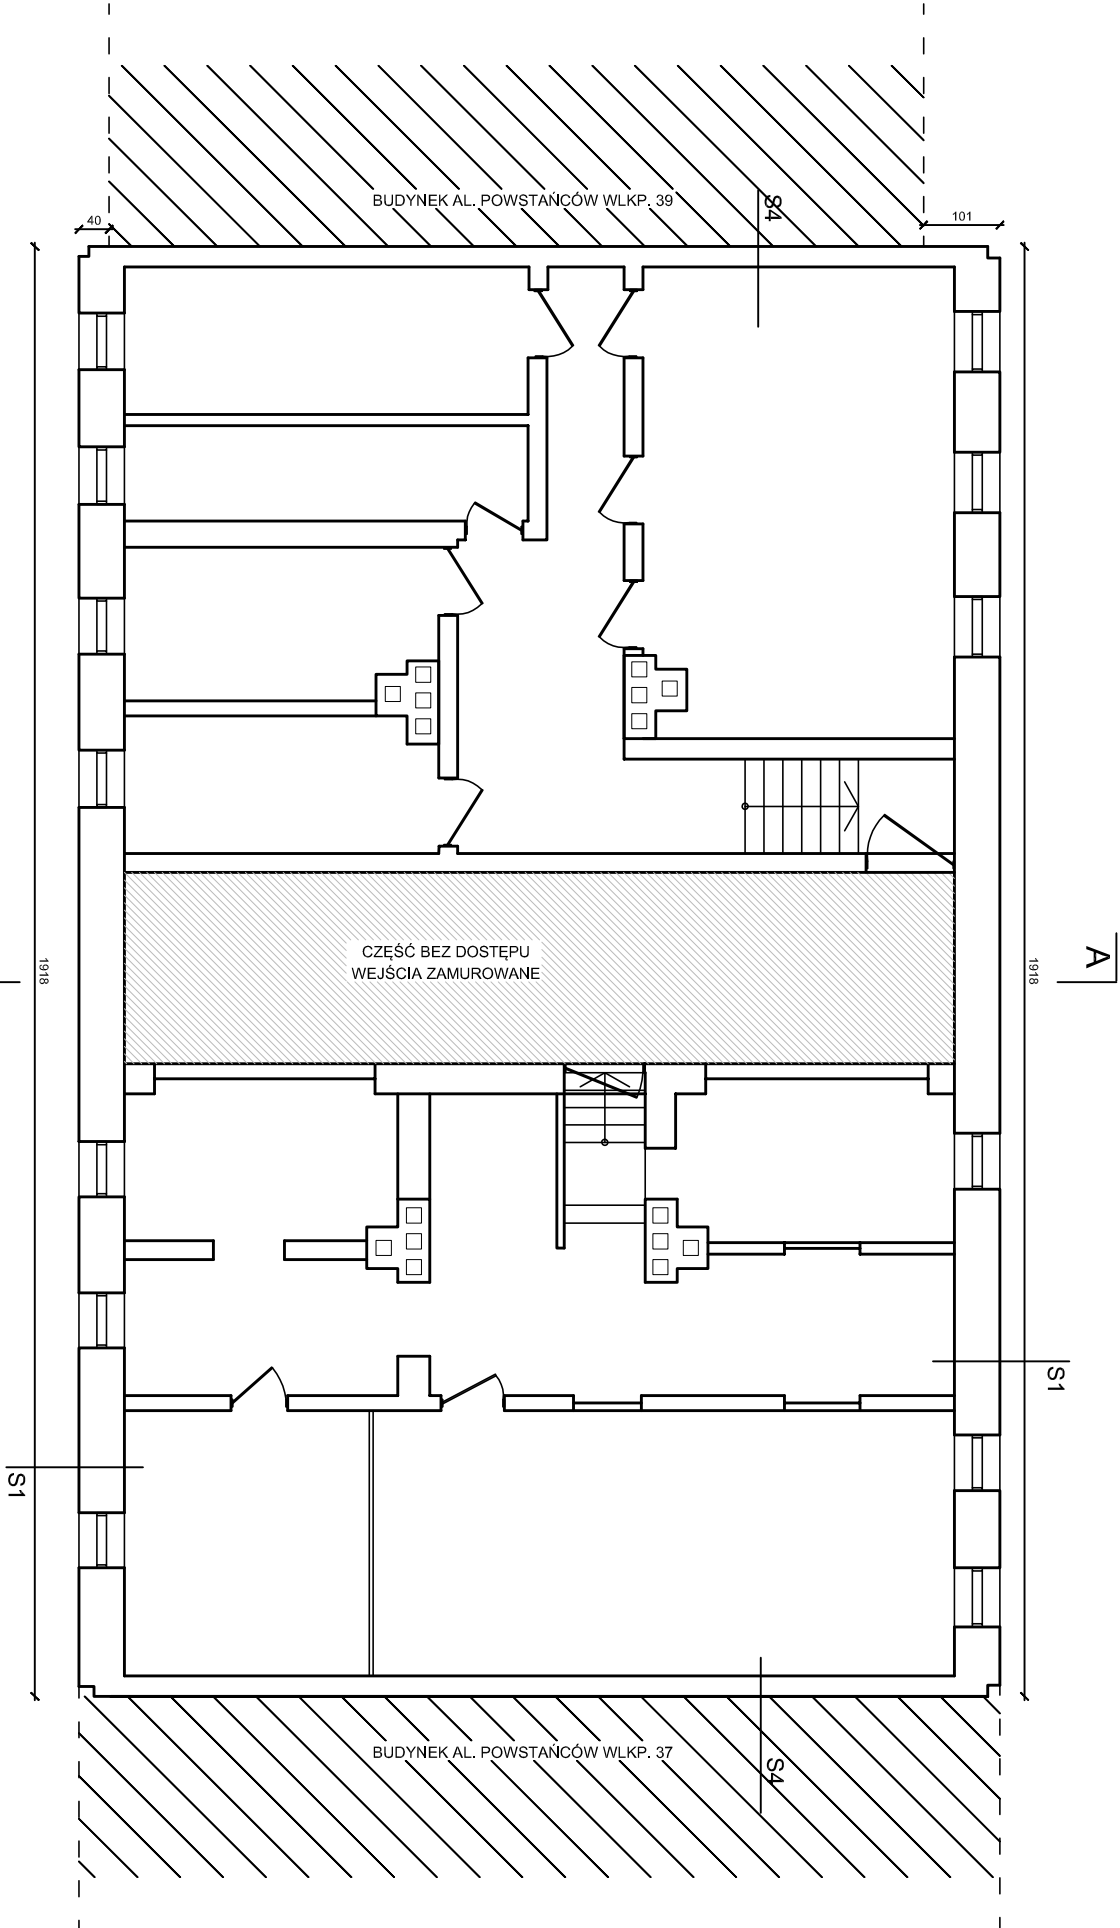 BUDYNEK AL. POWSTAŃCÓW WLKP. 39
S4
40
101
CZĘŚĆ BEZ DOSTĘPU
WEJŚCIA ZAMUROWANE
A
1918
1918
S1
S1
BUDYNEK AL. POWSTAŃCÓW WLKP. 37
S4